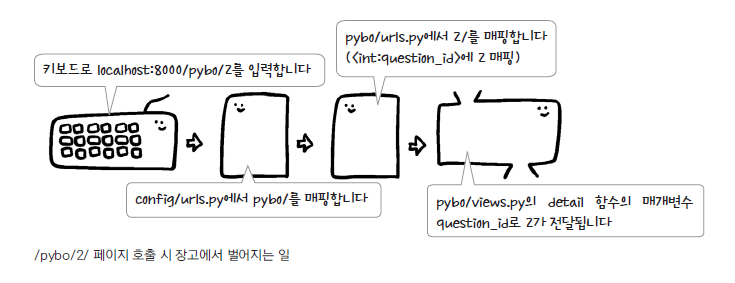 pybo/urls.py에서 2/를 매핑합니다
(<int:question_id>에 2 매핑)
키보드로 localhost:8000/pybo/2를 입력합니다
config/urls.py에서 pybo/를 매핑합니다
pybo/views.py의 detail 함수의 매개변수
question_id로 2가 전달됩니다
/pybo/2/ 페이지 호출 시 장고에서 벌어지는 일